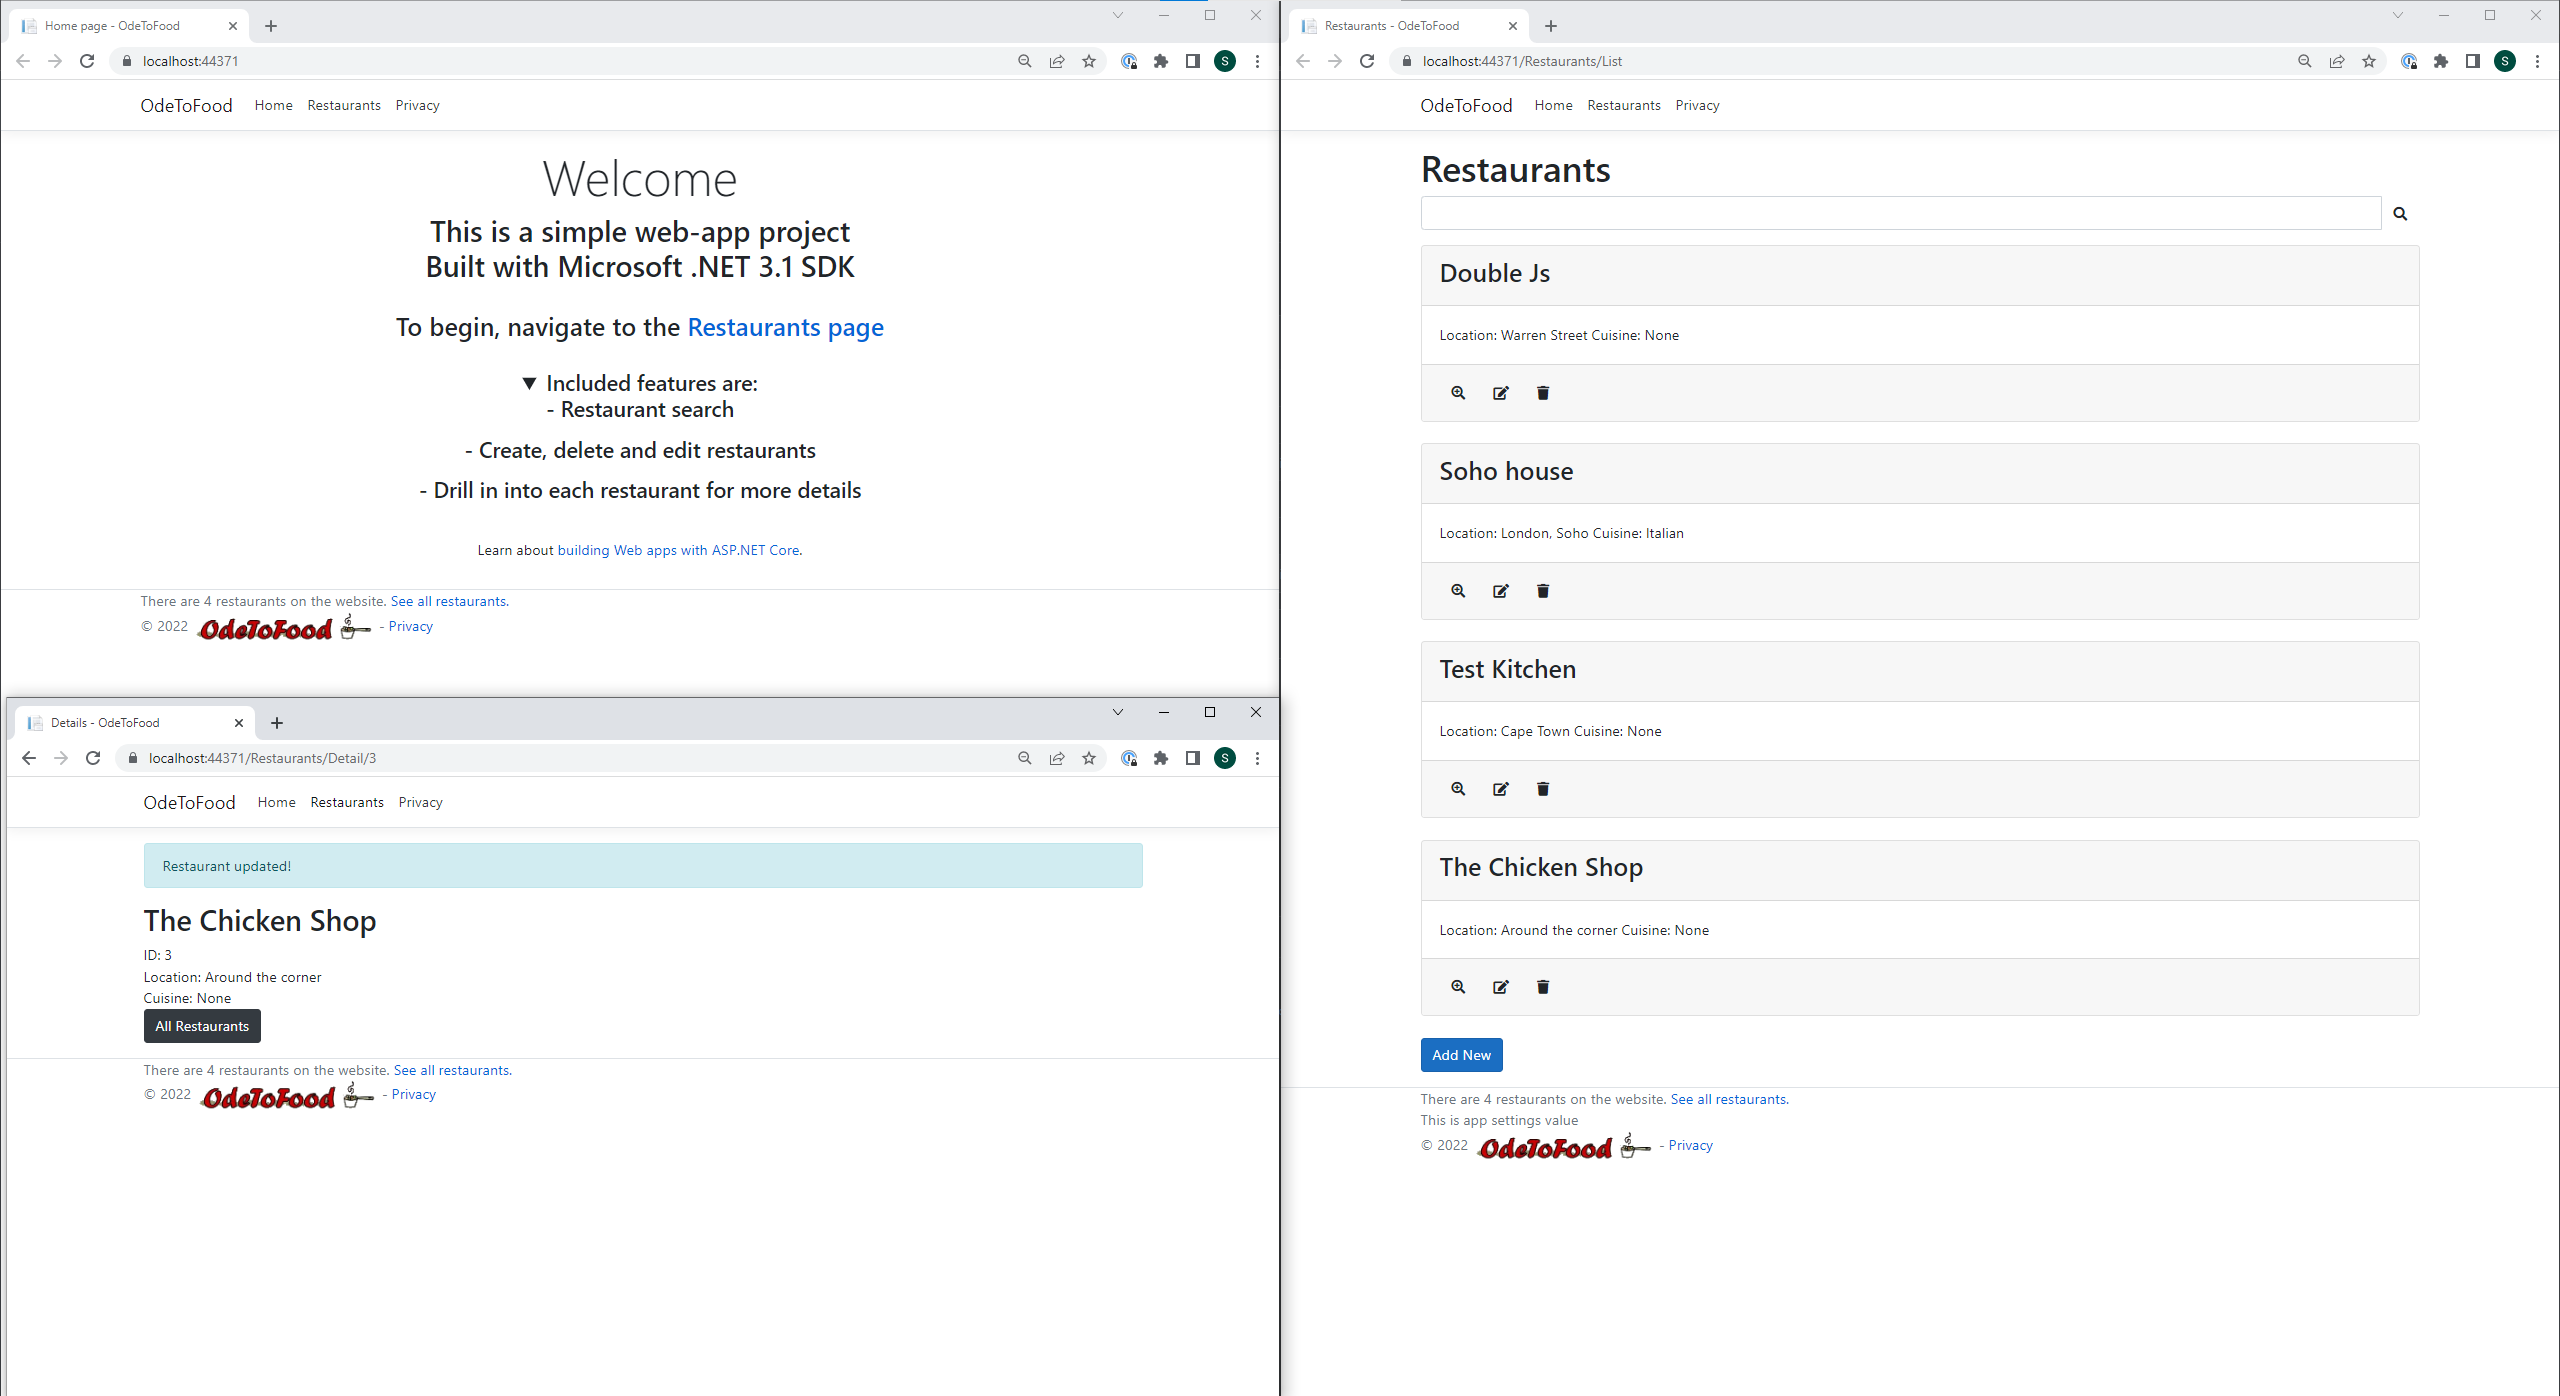 Home page - OdeToFood
localhost:44371
S
OdeToFood Home Restaurants Privacy
Welcome
This is a simple web-app project
Built with Microsoft .NET 3.1 SDK
To begin, navigate to the Restaurants page
▼ Included features are:
- Restaurant search
- Create, delete and edit restaurants
- Drill in into each restaurant for more details
Learn about building Web apps with ASP.NET Core.
There are 4 restaurants on the website. See all restaurants.
© 2022 OdeToFood - Privacy
Details - OdeToFood
localhost:44371/Restaurants/Detail/3
S
OdeToFood Home Restaurants Privacy
Restaurant updated!
The Chicken Shop
ID: 3
Location: Around the corner
Cuisine: None
All Restaurants
There are 4 restaurants on the website. See all restaurants.
© 2022 OdeToFood - Privacy
Restaurants - OdeToFood
localhost:44371/Restaurants/List
S
OdeToFood Home Restaurants Privacy
Restaurants
Double Js
Location: Warren Street Cuisine: None
Soho house
Location: London, Soho Cuisine: Italian
Test Kitchen
Location: Cape Town Cuisine: None
The Chicken Shop
Location: Around the corner Cuisine: None
Add New
There are 4 restaurants on the website. See all restaurants.
This is app settings value
© 2022 OdeToFood - Privacy